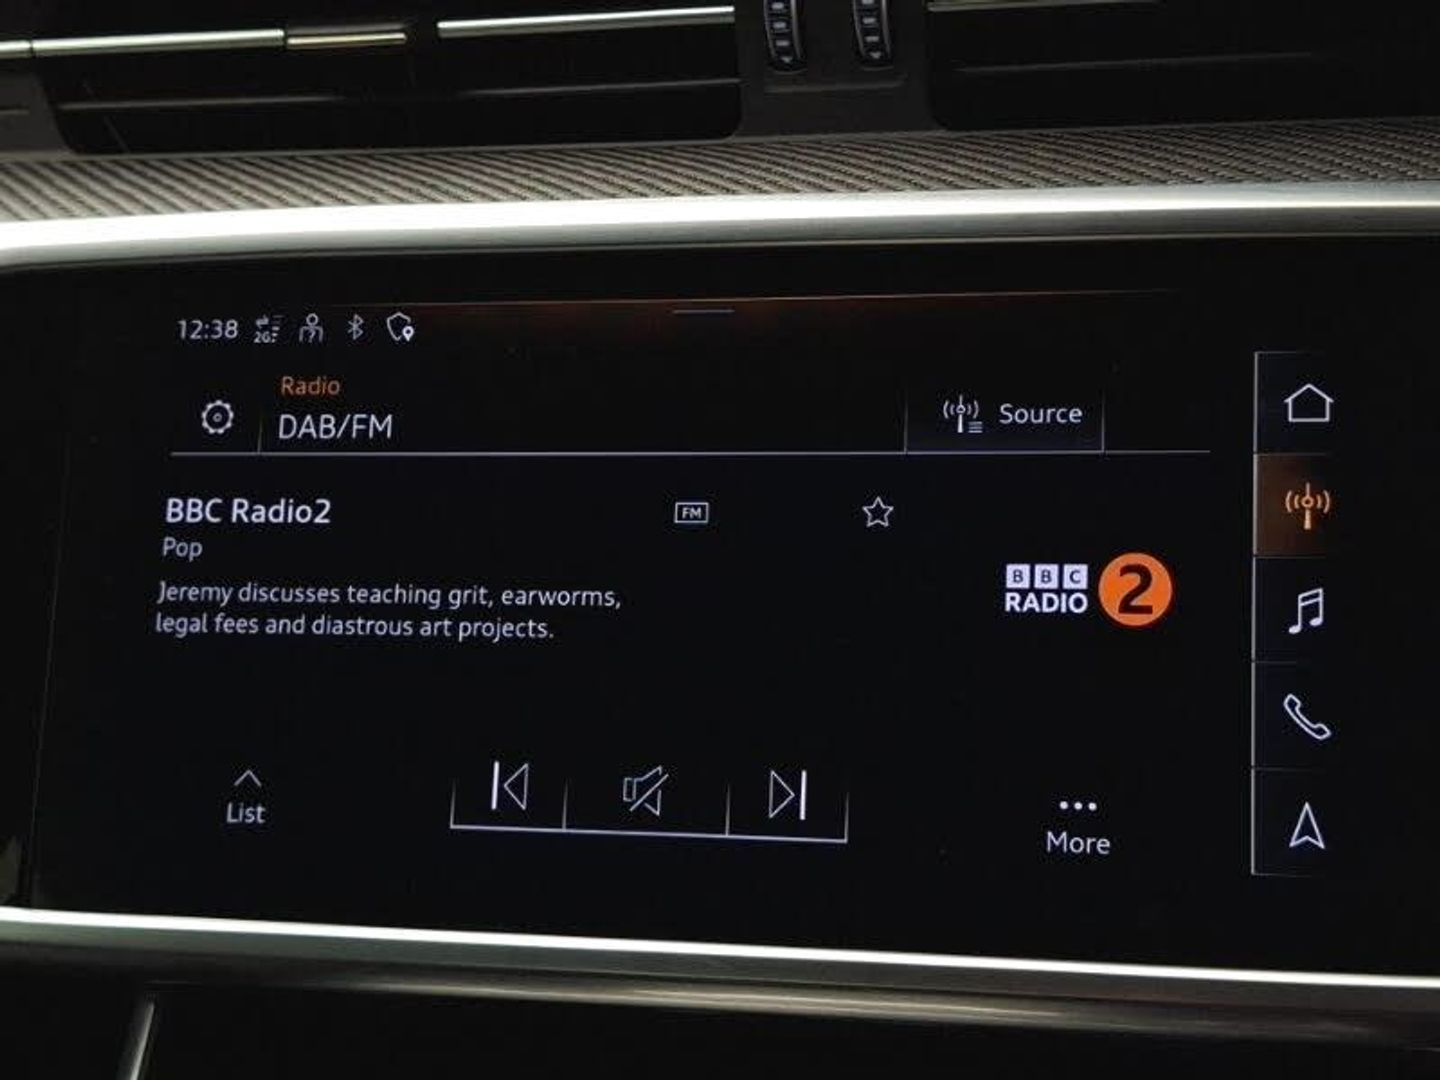 12:38 2G
Radio
DAB/FM
Source
BBC Radio2
FM
Pop
Jeremy discusses teaching grit, earworms,
legal fees and diastrous art projects.
BBC
RADIO 2
List
More